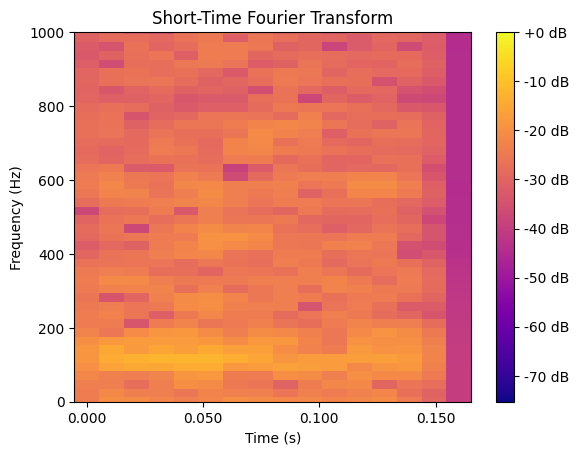 Short-Time Fourier Transform
1000
800
600
400
200
0
Frequency (Hz)
0.000
0.050
0.100
0.150
Time (s)
+0 dB
-10 dB
-20 dB
-30 dB
-40 dB
-50 dB
-60 dB
-70 dB